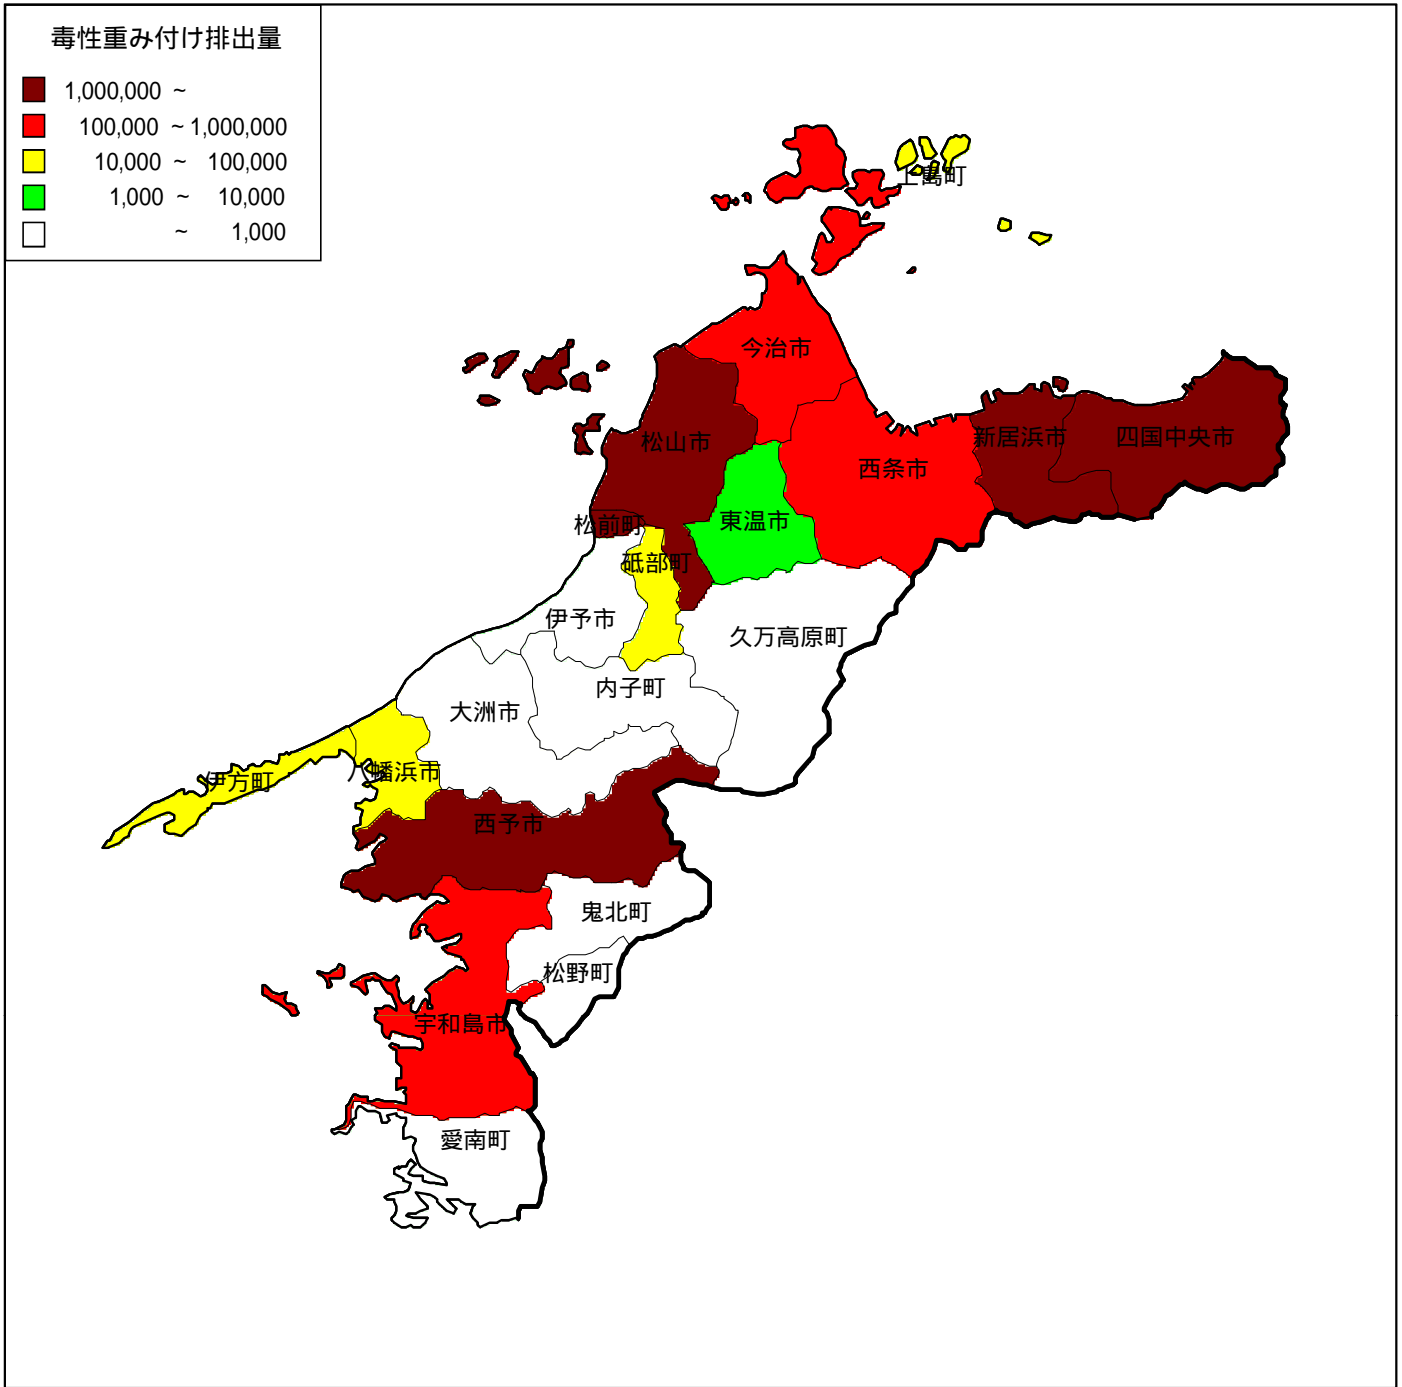 毒性重み付け排出量
1,000,000 ~
100,000 ~ 1,000,000
10,000 ~ 100,000
1,000 ~ 10,000
~ 1,000
上島町
今治市
松山市
西条市
新居浜市
四国中央市
松前町
東温市
砥部町
伊予市
久万高原町
内子町
大洲市
八幡浜市
伊方町
西予市
鬼北町
松野町
宇和島市
愛南町